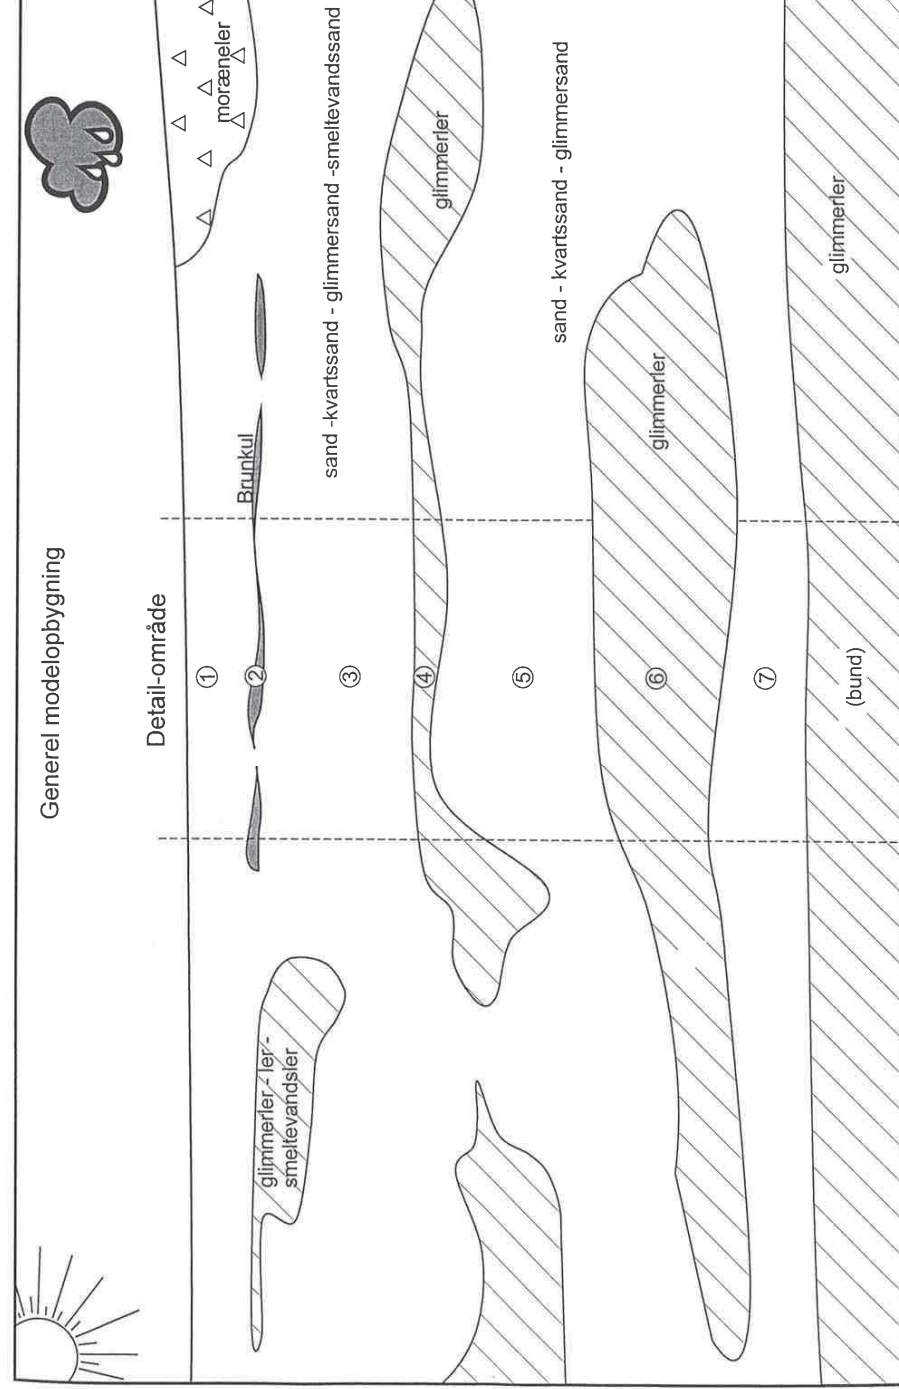 Generel modelopbygning
Detail-område
moræneler
Brunkul
sand -kvartssand - glimmersand -smeltevandssand
glimmerler
sand - kvartssand - glimmersand
glimmerler
glimmerler
glimmerler - ler -
smeltevandsler
1
2
3
4
5
6
7
(bund)